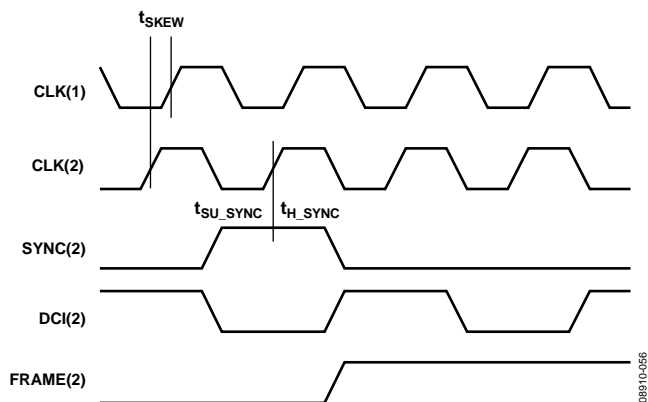 tSKEW
CLK(1)
CLK(2)
tSU_SYNC tH_SYNC
SYNC(2)
DCI(2)
FRAME(2)
08910-056